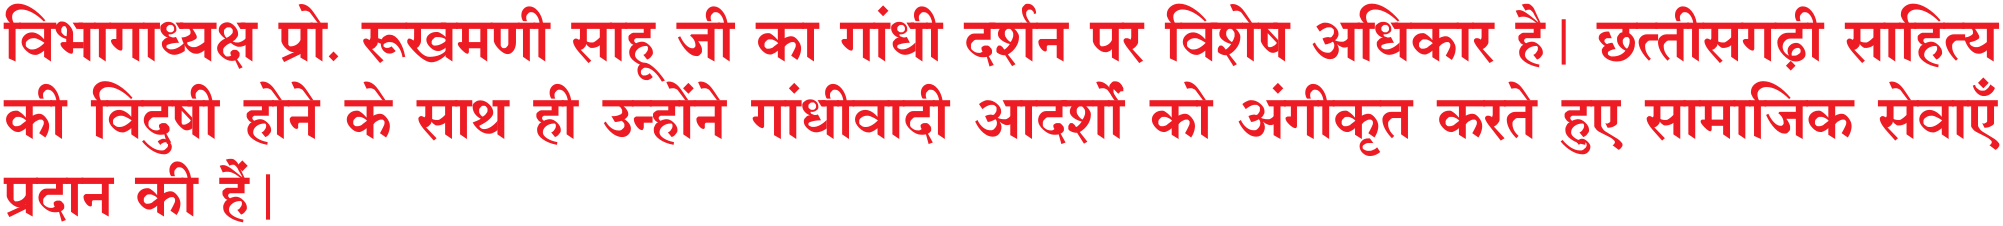 विभागाध्यक्ष प्रो. रूखमणी साहू जी का गांधी दर्शन पर विशेष अधिकार है। छत्तीसगढ़ी साहित्य
की विदुषी होने के साथ ही उन्होंने गांधीवादी आदर्शों को अंगीकृत करते हुए सामाजिक सेवाएँ
प्रदान की हैं।